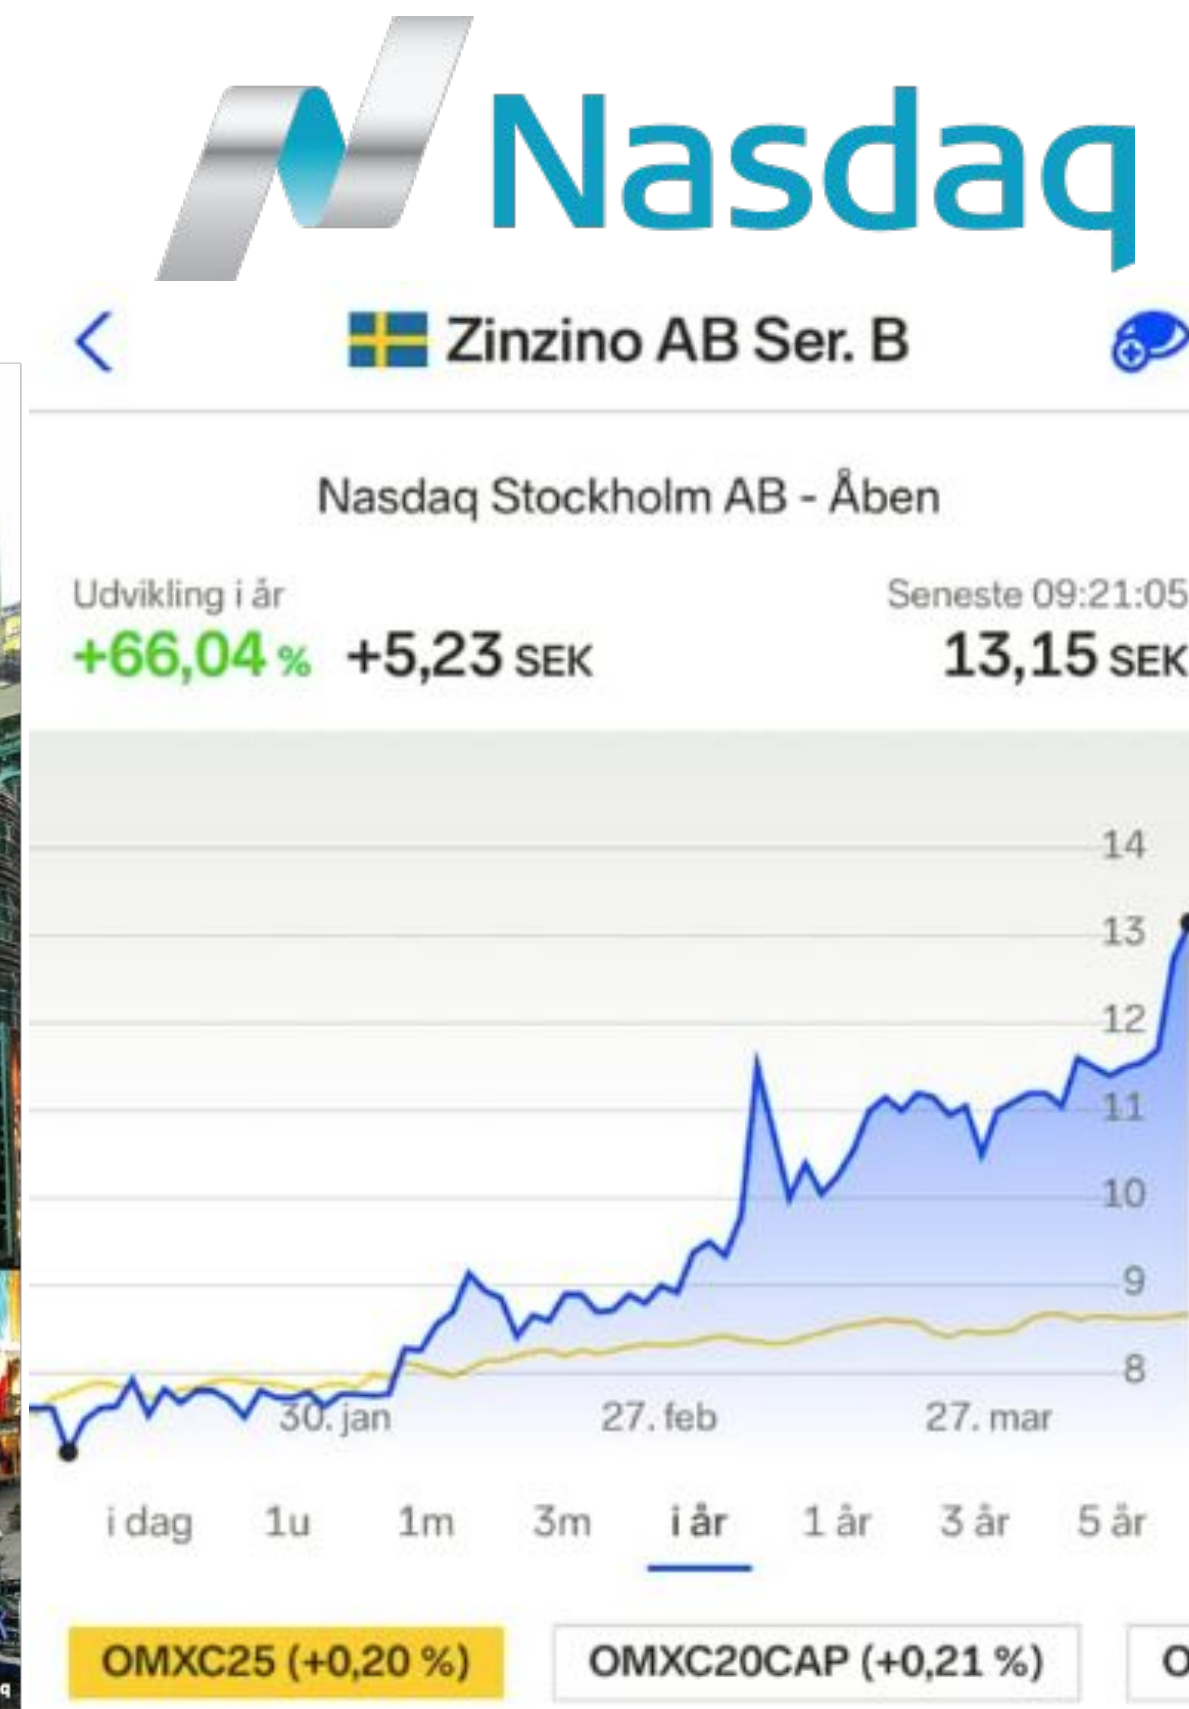 Nasdaq
Zinzino AB Ser. B
Nasdaq Stockholm AB - Åben
Udvikling i år
Seneste 09:21:05
+66,04 % +5,23 SEK
13,15 SEK
14
13
12
11
10
9
8
30. jan 27. feb 27. mar
i dag 1u 1m 3m i år 1 år 3 år 5 år
OMXC25 (+0,20 %) OMXC20CAP (+0,21 %)